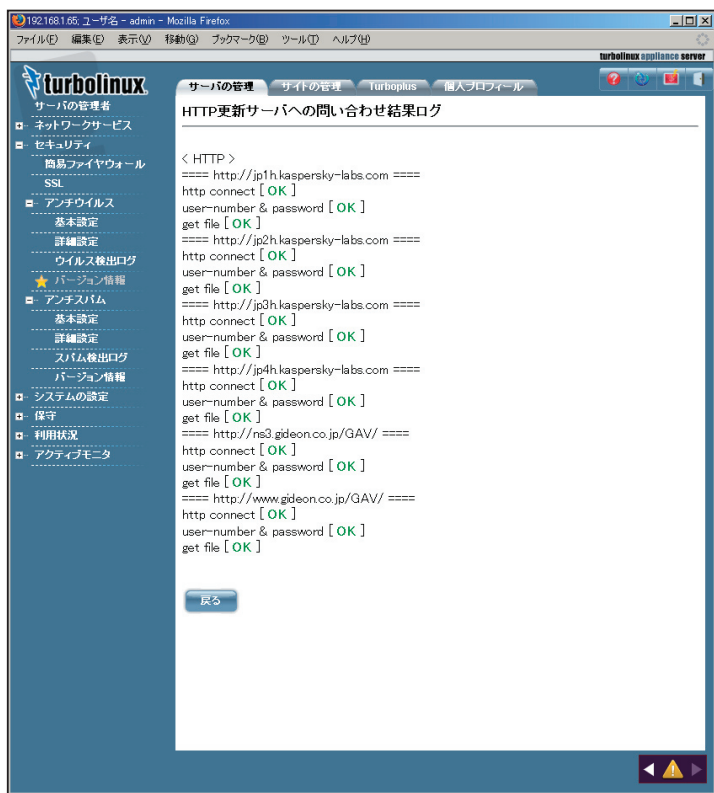 192.168.1.65; ユーザ名 - admin - Mozilla Firefox
ファイル(F) 編集(E) 表示(V) 移動(G) ブックマーク(B) ツール(T) ヘルプ(H)
turbolinux appliance server
turbolinux
サーバの管理 サイトの管理 Turboplus 個人プロフィール
サーバの管理者
ネットワークサービス
セキュリティ
簡易ファイヤウォール
SSL
アンチウイルス
基本設定
詳細設定
ウイルス検出ログ
バージョン情報
アンチスパム
基本設定
詳細設定
スパム検出ログ
バージョン情報
システムの設定
保守
利用状況
アクティブモニタ
HTTP更新サーバへの問い合わせ結果ログ
< HTTP >
==== http://jp1h.kaspersky-labs.com ====
http connect [ OK ]
user-number & password [ OK ]
get file [ OK ]
==== http://jp2h.kaspersky-labs.com ====
http connect [ OK ]
user-number & password [ OK ]
get file [ OK ]
==== http://jp3h.kaspersky-labs.com ====
http connect [ OK ]
user-number & password [ OK ]
get file [ OK ]
==== http://jp4h.kaspersky-labs.com ====
http connect [ OK ]
user-number & password [ OK ]
get file [ OK ]
==== http://ns3.gideon.co.jp/GAV/ ====
http connect [ OK ]
user-number & password [ OK ]
get file [ OK ]
==== http://www.gideon.co.jp/GAV/ ====
http connect [ OK ]
user-number & password [ OK ]
get file [ OK ]
戻る